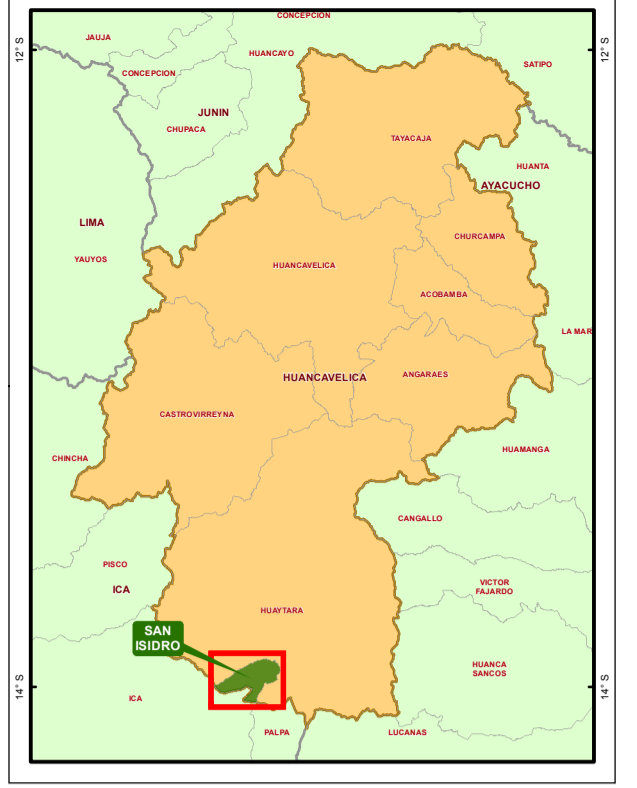 CONCEPCION
JAUJA
12° S
12° S
HUANCAYO
SATIPO
CONCEPCION
JUNIN
CHUPACA
TAYACAJA
HUANTA
AYACUCHO
LIMA
CHURCAMPA
YAUYOS
HUANCAVELICA
ACOBAMBA
LA MAR
HUANCAVELICA
ANGARAES
CASTROVIRREYNA
CHINCHA
HUAMANGA
CANGALLO
PISCO
ICA
VICTOR
FAJARDO
HUAYTARA
SAN
ISIDRO
HUANCA
SANCOS
14° S
14° S
ICA
PALPA
LUCANAS